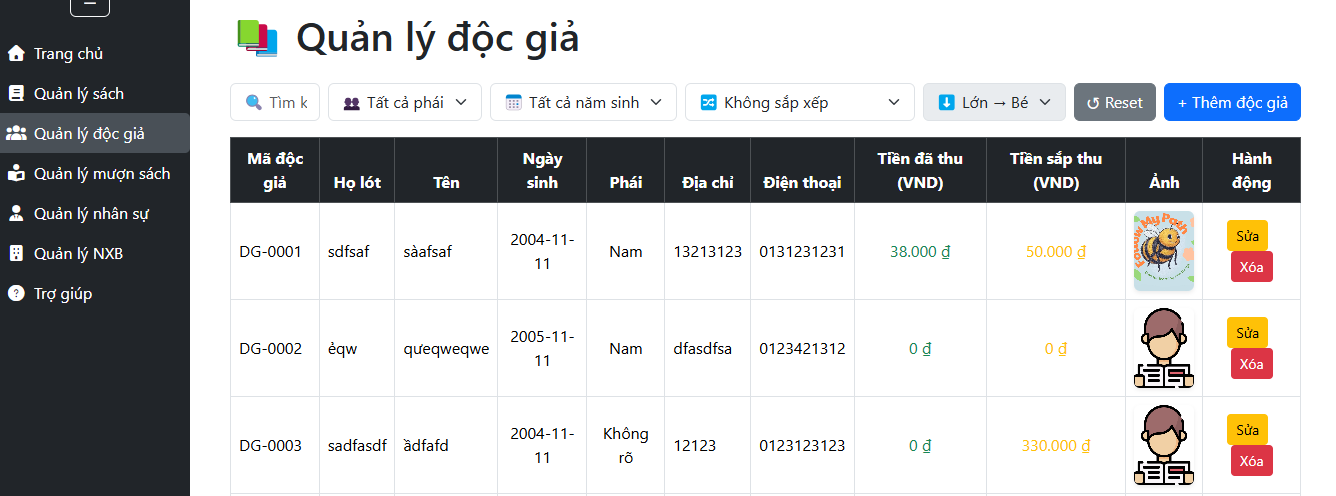 Quản lý độc giả
Trang chủ
Quản lý sách
Quản lý độc giả
Quản lý mượn sách
Quản lý nhân sự
Quản lý NXB
Trợ giúp
Tìm k Tất cả phái Tất cả năm sinh Không sắp xếp Lớn → Bé ↺ Reset + Thêm độc giả
Mã độc giả Họ lót Tên Ngày sinh Phái Địa chỉ Điện thoại Tiền đã thu (VND) Tiền sắp thu (VND) Ảnh Hành động
DG-0001 sdfsaf sàafsaf 2004-11-11 Nam 13213123 0131231231 38.000 ₫ 50.000 ₫ Follow My Path Sửa Xóa
DG-0002 ẻqw qưeqweqwe 2005-11-11 Nam dfasdfsa 0123421312 0 ₫ 0 ₫ Sửa Xóa
DG-0003 sadfasdf ầdfafd 2004-11-11 Không rõ 12123 0123123123 0 ₫ 330.000 ₫ Sửa Xóa